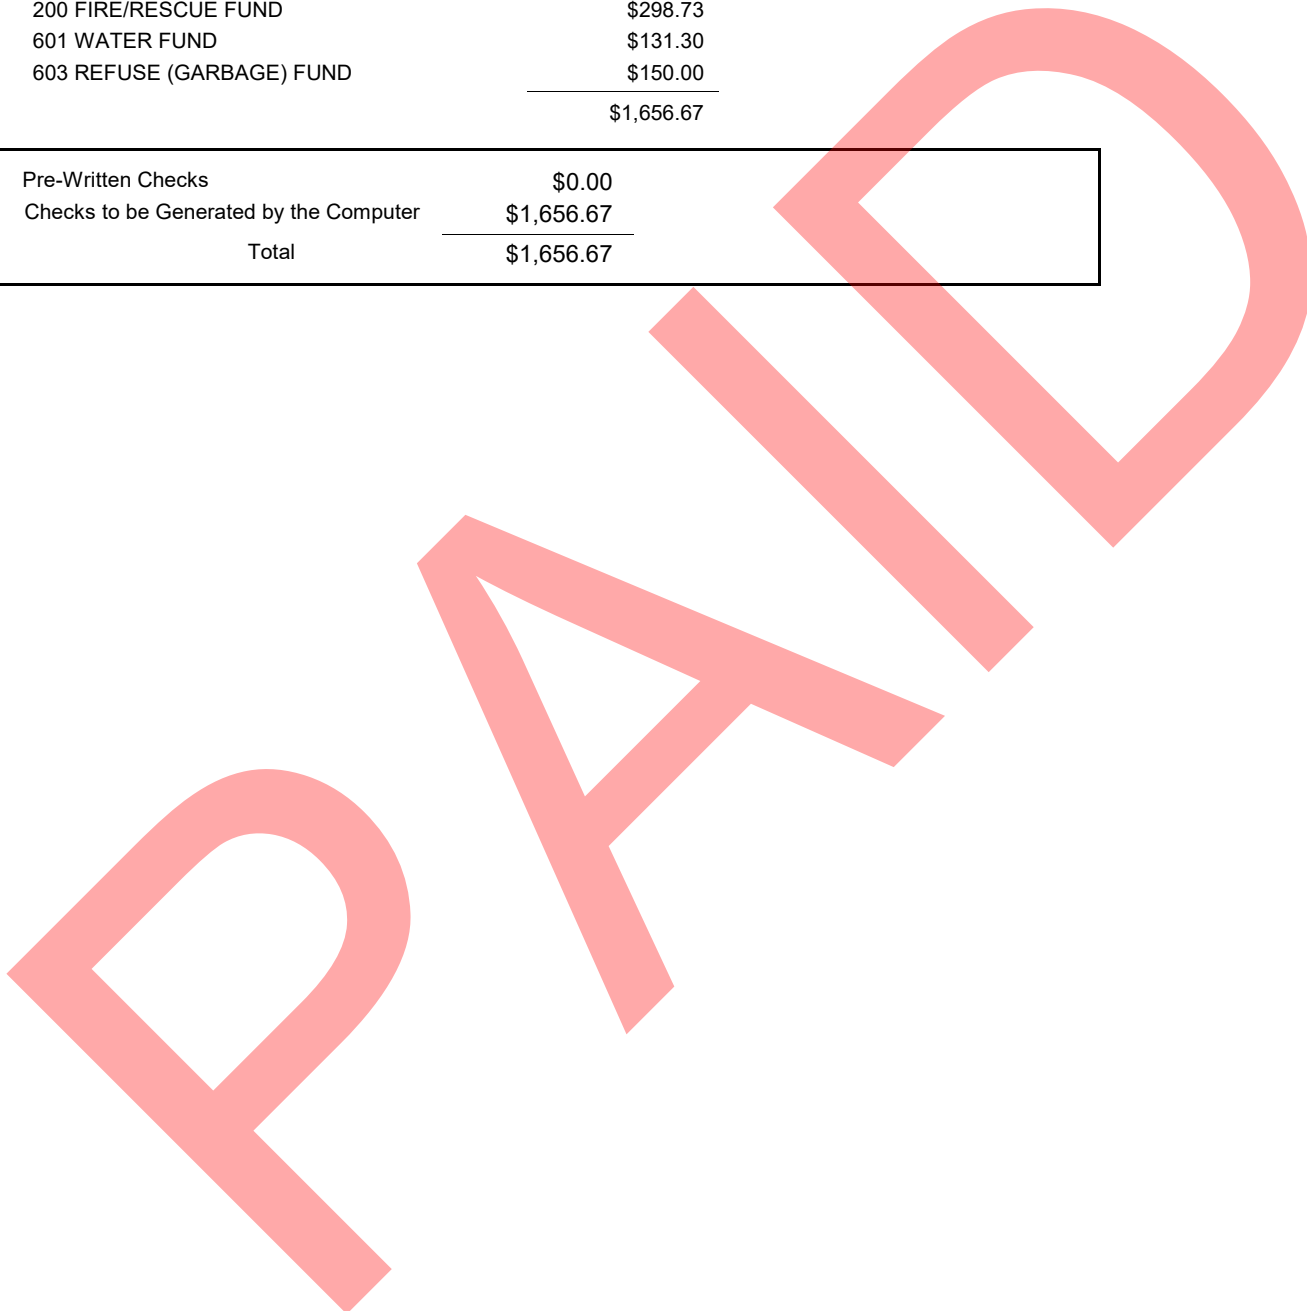 200 FIRE/RESCUE FUND $298.73
601 WATER FUND $131.30
603 REFUSE (GARBAGE) FUND $150.00
$1,656.67
Pre-Written Checks $0.00
Checks to be Generated by the Computer $1,656.67
Total $1,656.67
PAID